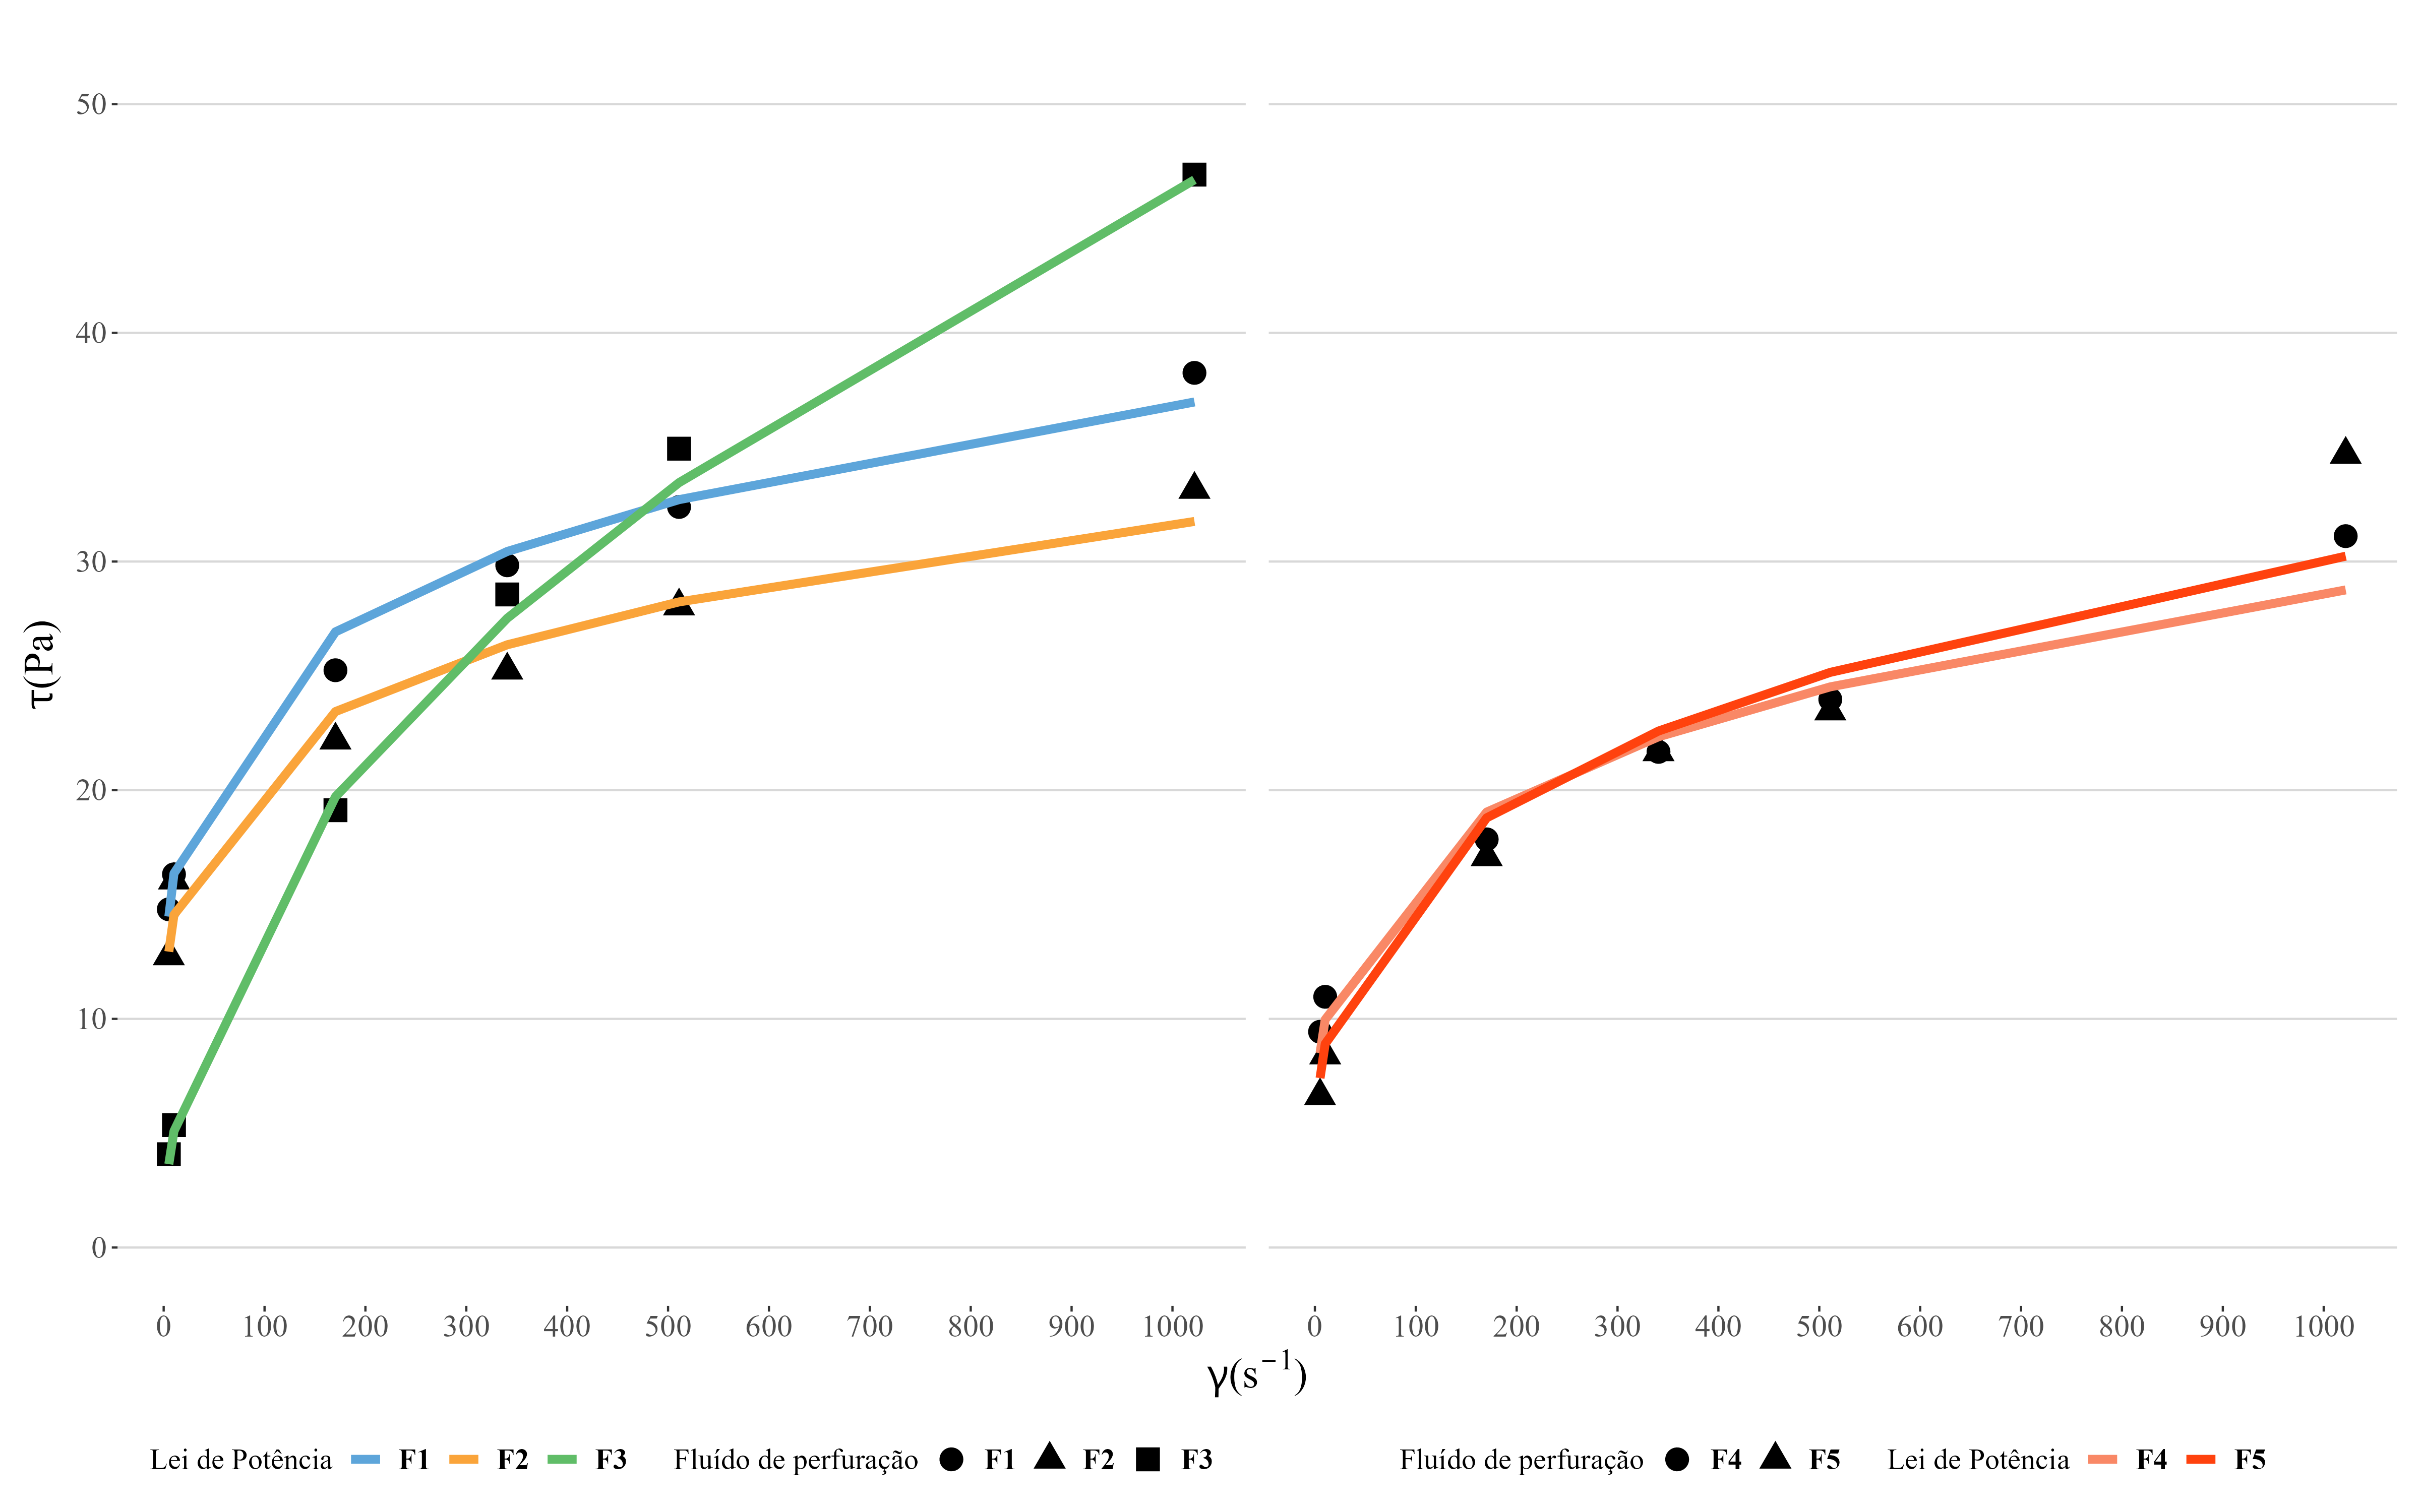 50
40
30
20
10
0
τ(Pa)
0 100 200 300 400 500 600 700 800 900 1000
0 100 200 300 400 500 600 700 800 900 1000
γ(s⁻¹)
Lei de Potência F1 F2 F3 Fluído de perfuração F1 F2 F3
Fluído de perfuração F4 F5 Lei de Potência F4 F5